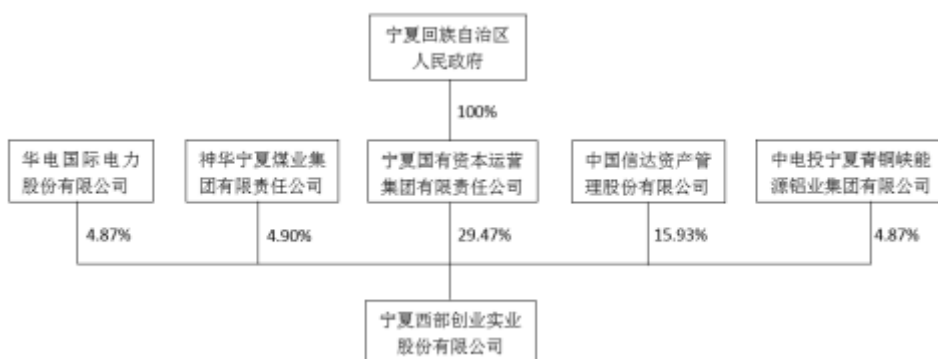 宁夏回族自治区
人民政府
100%
华电国际电力
股份有限公司
神华宁夏煤业集
团有限责任公司
宁夏国有资本运营
集团有限责任公司
中国信达资产管
理股份有限公司
中电投宁夏青铜峡能
源铝业集团有限公司
4.87%
4.90%
29.47%
15.93%
4.87%
宁夏西部创业实业
股份有限公司